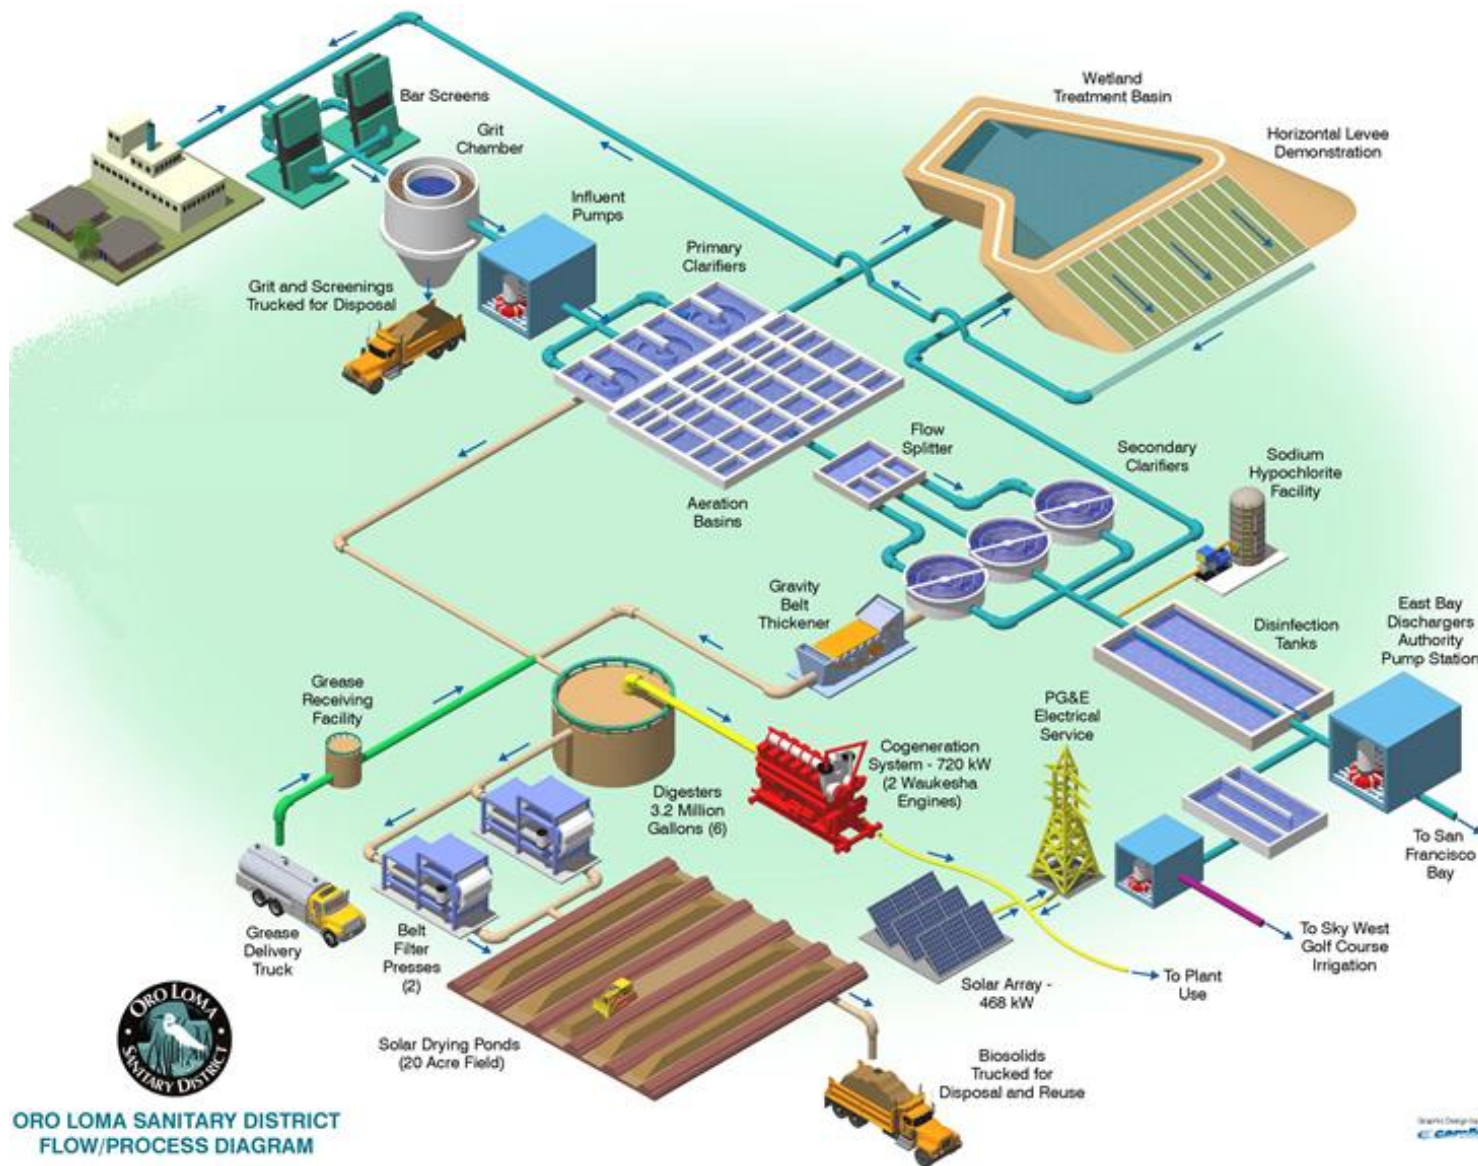 Wetland
Treatment Basin
Horizontal Levee
Demonstration
Bar Screens
Grit
Chamber
Influent
Pumps
Primary
Clarifiers
Grit and Screenings
Trucked for Disposal
Flow
Splitter
Secondary
Clarifiers
Sodium
Hypochlorite
Facility
Aeration
Basins
Gravity
Belt
Thickener
East Bay
Dischargers
Authority
Pump Station
Disinfection
Tanks
Grease
Receiving
Facility
PG&E
Electrical
Service
Cogeneration
System - 720 kW
(2 Waukesha
Engines)
Digesters
3.2 Million
Gallons (6)
To San
Francisco
Bay
Grease
Delivery
Truck
Belt
Filter
Presses
(2)
To Sky West
Golf Course
Irrigation
To Plant
Use
Solar Array -
468 kW
Solar Drying Ponds
(20 Acre Field)
Biosolids
Trucked for
Disposal and Reuse
ORO LOMA
SANITARY DISTRICT
ORO LOMA SANITARY DISTRICT
FLOW/PROCESS DIAGRAM
Graphic Design by